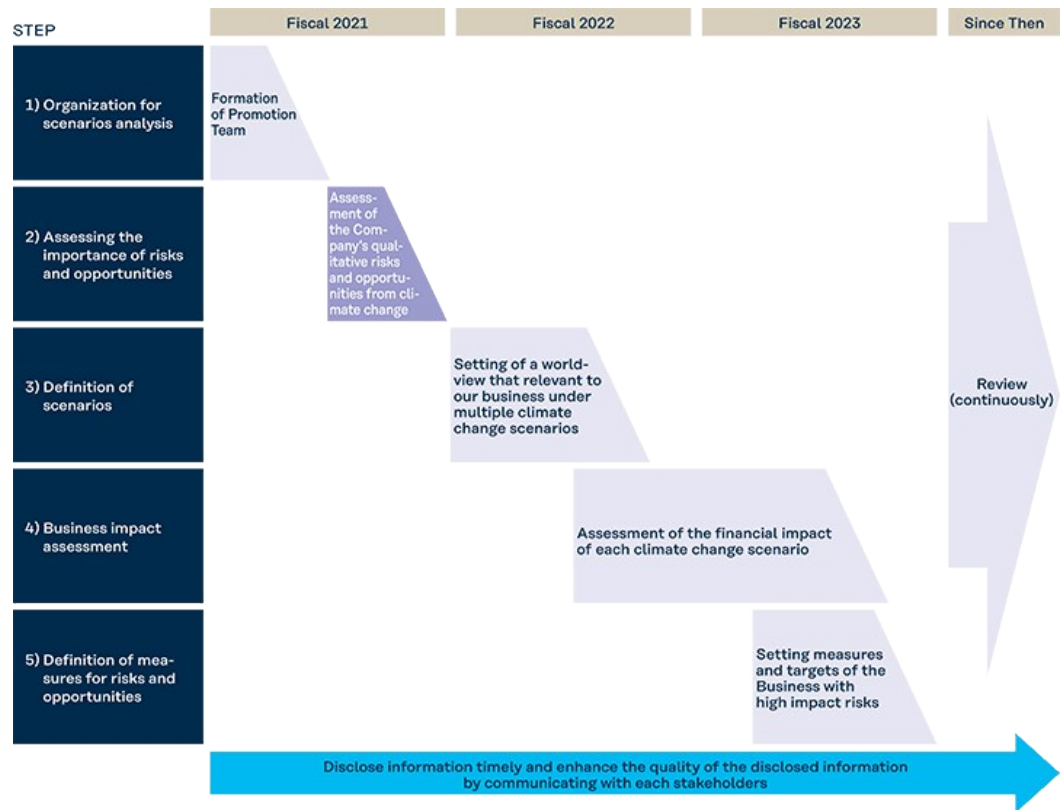 STEP
Fiscal 2021
Fiscal 2022
Fiscal 2023
Since Then
1) Organization for
scenarios analysis
Formation
of Promotion
Team
2) Assessing the
importance of risks
and opportunities
Assess-
ment of
the Com-
pany's qual-
itative risks
and opportu-
nities from cli-
mate change
3) Definition of
scenarios
Setting of a world-
view that relevant to
our business under
multiple climate
change scenarios
Review
(continuously)
4) Business impact
assessment
Assessment of the financial impact
of each climate change scenario
5) Definition of mea-
sures for risks and
opportunities
Setting measures
and targets of the
Business with
high impact risks
Disclose information timely and enhance the quality of the disclosed information
by communicating with each stakeholders